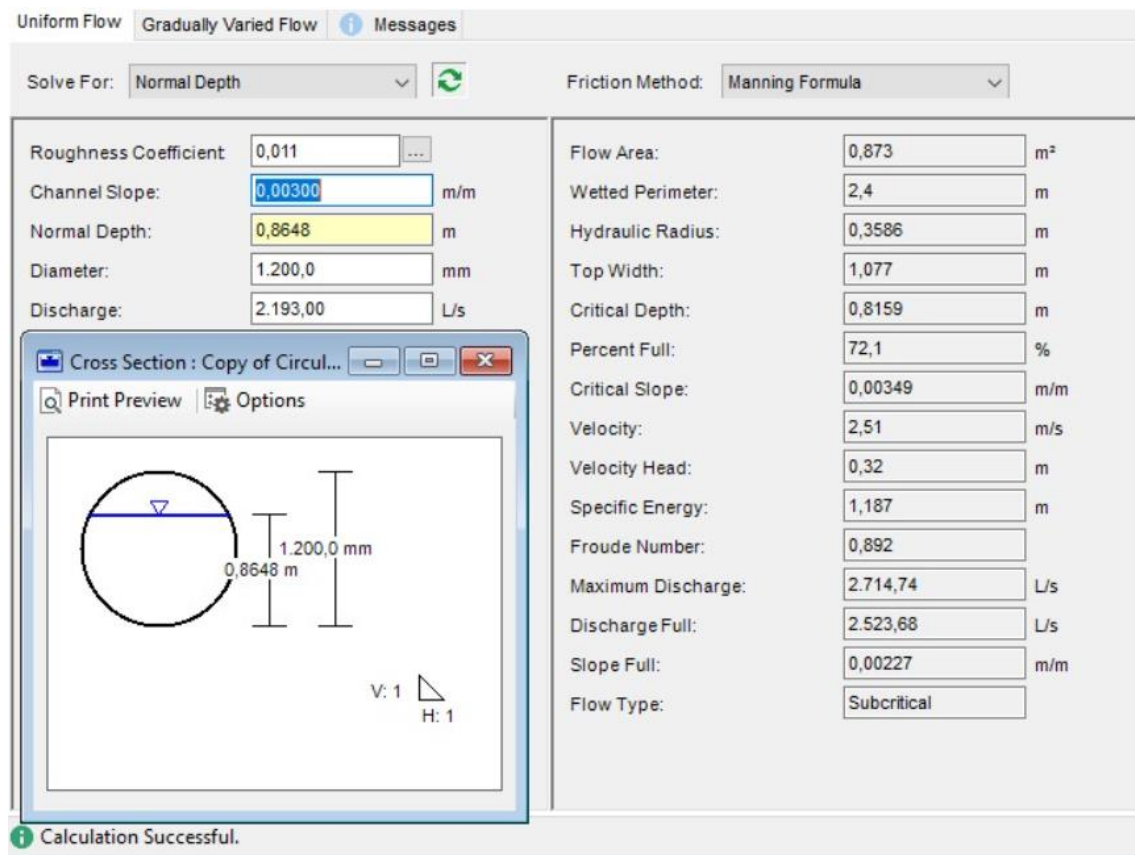 Uniform Flow Gradually Varied Flow Messages
Solve For: Normal Depth Friction Method: Manning Formula
Roughness Coefficient 0,011 ...
Channel Slope: 0,00300 m/m
Normal Depth: 0,8648 m
Diameter: 1.200,0 mm
Discharge: 2.193,00 L/s
Cross Section : Copy of Circul...
Print Preview Options
1.200,0 mm
0,8648 m
V: 1
H: 1
Flow Area: 0,873 m²
Wetted Perimeter: 2,4 m
Hydraulic Radius: 0,3586 m
Top Width: 1,077 m
Critical Depth: 0,8159 m
Percent Full: 72,1 %
Critical Slope: 0,00349 m/m
Velocity: 2,51 m/s
Velocity Head: 0,32 m
Specific Energy: 1,187 m
Froude Number: 0,892
Maximum Discharge: 2.714,74 L/s
Discharge Full: 2.523,68 L/s
Slope Full: 0,00227 m/m
Flow Type: Subcritical
Calculation Successful.